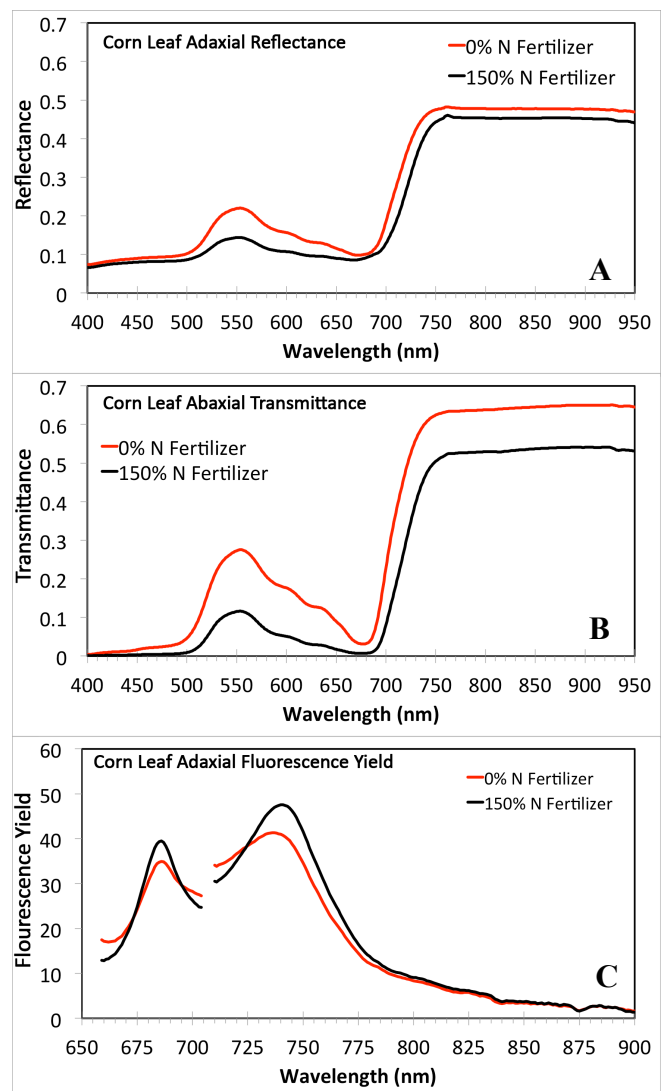 Corn Leaf Adaxial Reflectance
0% N Fertilizer
150% N Fertilizer
0.7
0.6
0.5
0.4
0.3
0.2
0.1
0
Reflectance
A
400 450 500 550 600 650 700 750 800 850 900 950
Wavelength (nm)
Corn Leaf Abaxial Transmittance
0% N Fertilizer
150% N Fertilizer
0.7
0.6
0.5
0.4
0.3
0.2
0.1
0
Transmittance
B
400 450 500 550 600 650 700 750 800 850 900 950
Wavelength (nm)
Corn Leaf Adaxial Fluorescence Yield
0% N Fertilizer
150% N Fertilizer
60
50
40
30
20
10
0
Flourescence Yield
C
650 675 700 725 750 775 800 825 850 875 900
Wavelength (nm)